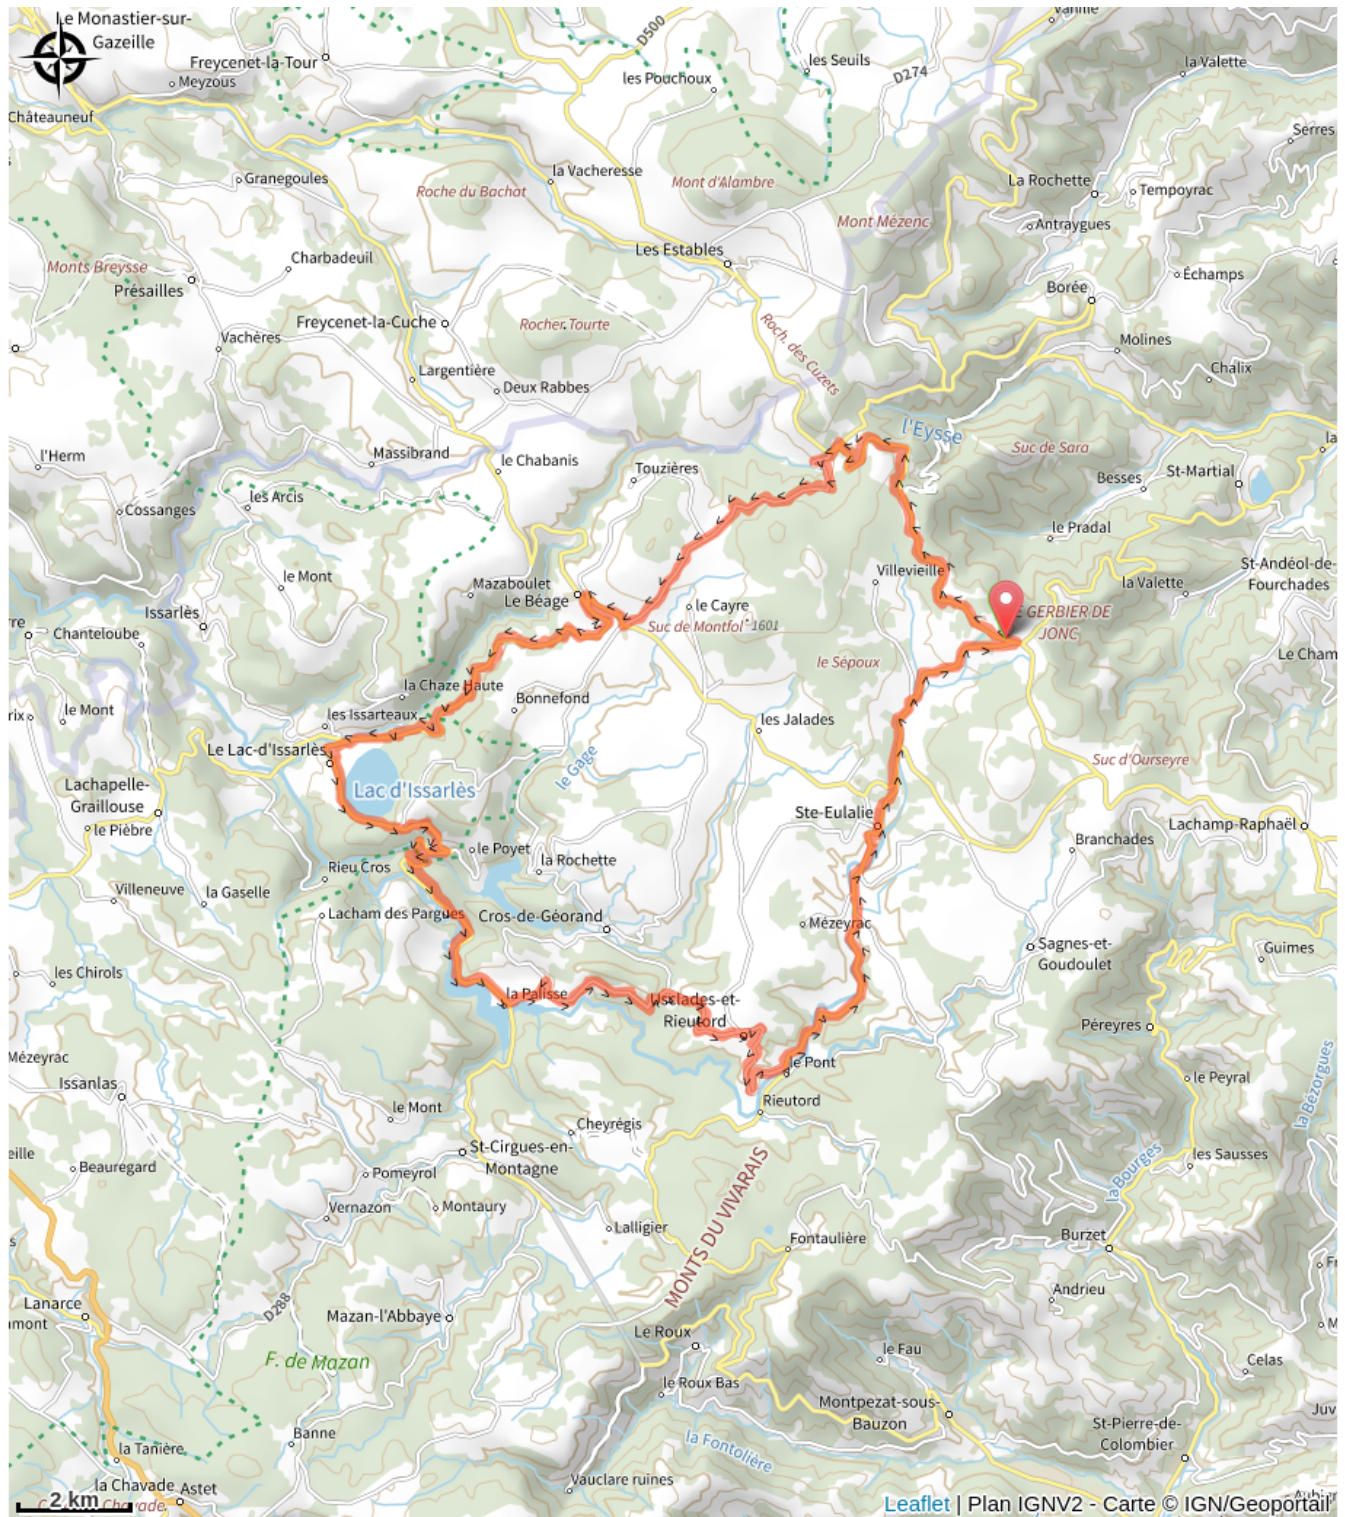 Le Monastier-sur-
Gazeille
Vanille
D500
Freycenet-la-Tour
Meyzous
les Pouchoux
les Seuils
D274
la Valette
Châteauneuf
Serres
Granegoules
la Vacheresse
Roche du Bachat
Mont d'Alambre
La Rochette
Tempoyrac
Mont Mézenc
Antraygues
Les Estables
Charbadeuil
Monts Breysse
Présailles
Échamps
Borée
Freycenet-la-Cuche
Rocher Tourte
Roch. des Cuzets
Vachères
Molines
Largentière
Deux Rabbes
Chalix
l'Eysse
Suc de Sara
l'Herm
Massibrand
le Chabanis
Touzières
Besses
St-Martial
la
les Arcis
Cossanges
le Pradal
le Mont
Mazaboulet
Le Béage
Villevieille
la Valette
St-Andéol-de-
Fourchades
Issarlès
le Cayre
Suc de Montfol 1601
LE GERBIER DE
JONC
Chanteloube
le Sépoux
Le Cham
la Chaze Haute
Bonnefond
rix
le Mont
les Issarteaux
les Jalades
Le Lac-d'Issarlès
Suc d'Ourseyre
le Gage
Lac d'Issarlès
Lachapelle-
Graillouse
Ste-Eulalie
Lachamp-Raphaël
le Pièbre
Branchades
le Poyet
Rieu Cros
la Rochette
Villeneuve
la Gaselle
Lacham des Pargues
Cros-de-Géorand
Mézeyrac
Sagnes-et-
Goudoulet
Guimes
les Chirols
la Palisse
Usclades-et-
Rieutord
Péreyres
Mézeyrac
le Pont
Issanlas
le Peyral
la Bézorgues
le Mont
Rieutord
Cheyrégis
eille
Beauregard
St-Cirgues-en-
Montagne
les Sausses
Pomeyrol
la Bourges
Vernazon
Montaury
MONTS DU VIVARAIS
Lalligier
Fontaulière
Burzet
Andrieu
Lanarce
amont
D288
Mazan-l'Abbaye
Le Roux
le Fau
F. de Mazan
Celas
le Roux Bas
Montpezat-sous-
Bauzon
Juv
St-Pierre-de-
Colombier
Banne
la Tanière
la Fontolière
la Chavade
Astet
Vauclare ruines
2 km
Leaflet | Plan IGNV2 - Carte © IGN/Geoportail